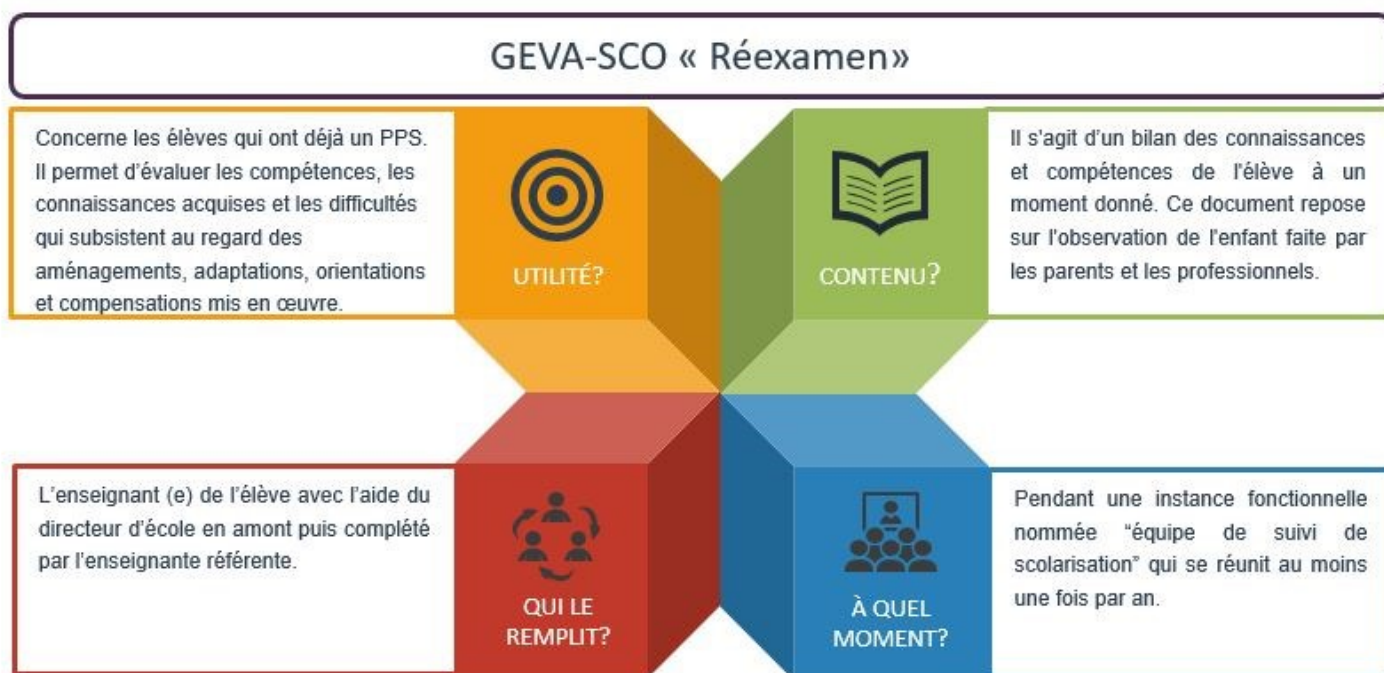 GEVA-SCO « Réexamen»
Concerne les élèves qui ont déjà un PPS.
Il permet d'évaluer les compétences, les
connaissances acquises et les difficultés
qui subsistent au regard des
aménagements, adaptations, orientations
et compensations mis en œuvre.
UTILITÉ?
CONTENU?
Il s'agit d'un bilan des connaissances
et compétences de l'élève à un
moment donné. Ce document repose
sur l'observation de l'enfant faite par
les parents et les professionnels.
L'enseignant (e) de l'élève avec l'aide du
directeur d'école en amont puis complété
par l'enseignante référente.
QUI LE
REMPLIT?
À QUEL
MOMENT?
Pendant une instance fonctionnelle
nommée “équipe de suivi de
scolarisation” qui se réunit au moins
une fois par an.